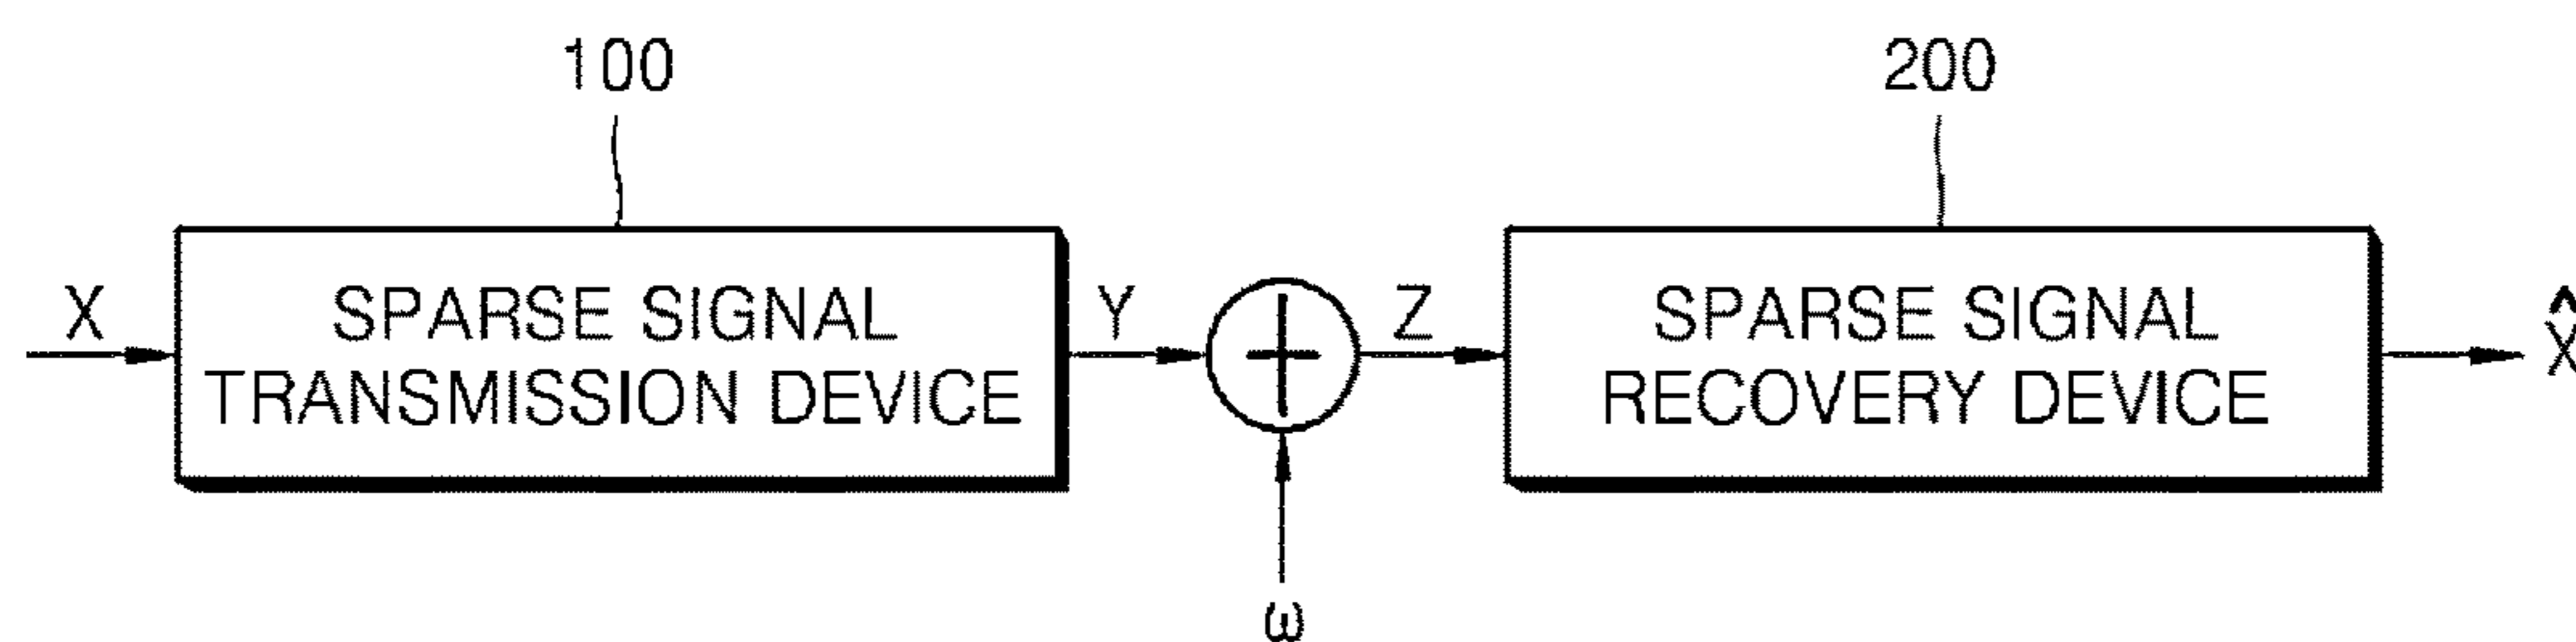 100
200
X
SPARSE SIGNAL
TRANSMISSION DEVICE
Y
Z
SPARSE SIGNAL
RECOVERY DEVICE
X̂
ω